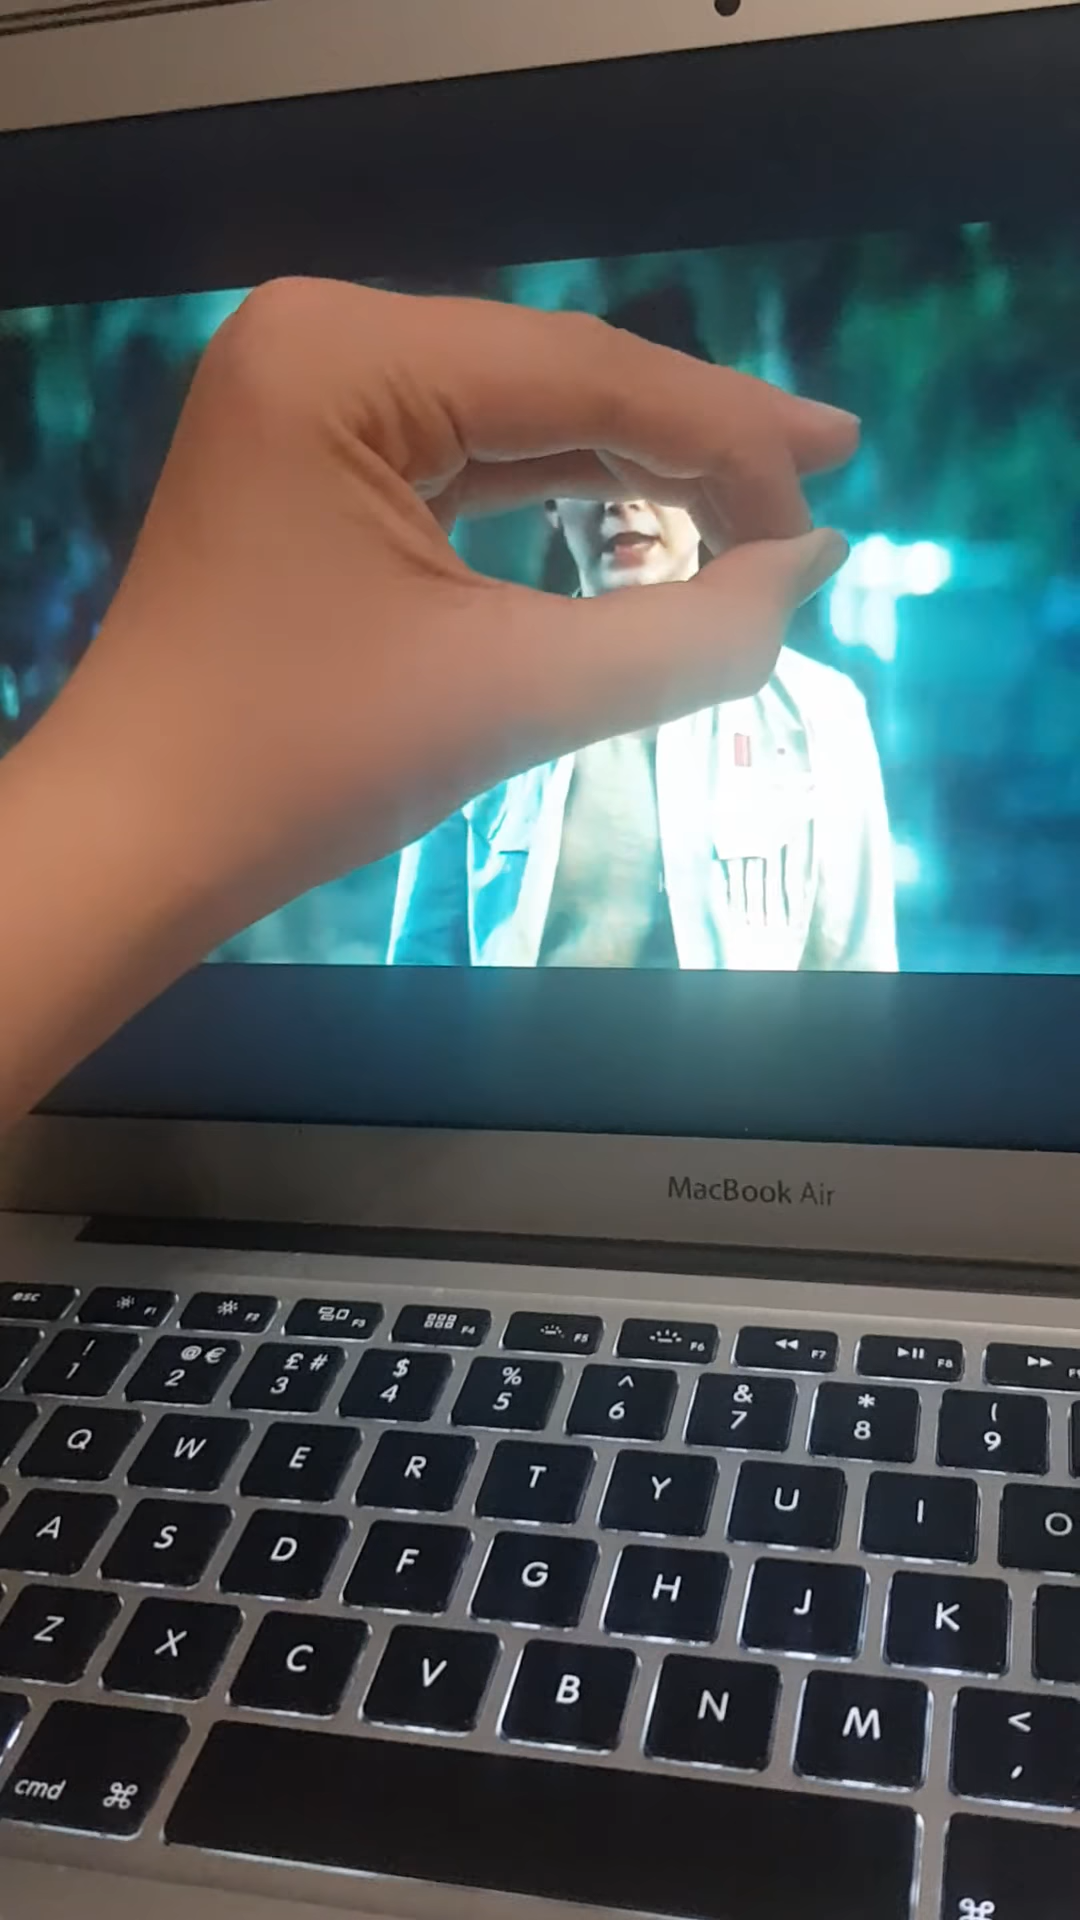 MacBook Air
esc F1 F2 F3 F4 F5 F6 F7 F8
! 1 @ € 2 £ # 3 $ 4 % 5 ^ 6 & 7 * 8 ( 9
Q W E R T Y U I O
A S D F G H J K
Z X C V B N M < ,
cmd ⌘ ⌘